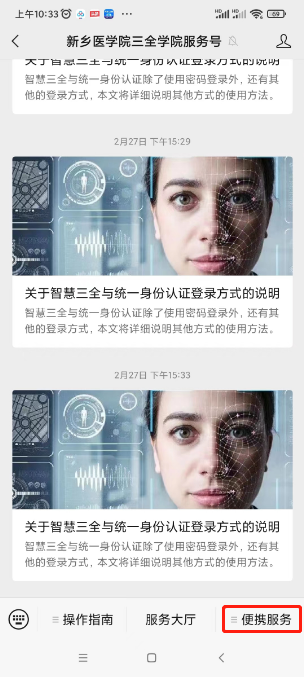 上午10:33
69
新乡医学院三全学院服务号
关于智慧三全与统一身份认证登录方式的说明
智慧三全与统一身份认证除了使用密码登录外，还有其
他的登录方式，本文将详细说明其他方式的使用方法。
2月27日 下午15:29
关于智慧三全与统一身份认证登录方式的说明
智慧三全与统一身份认证除了使用密码登录外，还有其
他的登录方式，本文将详细说明其他方式的使用方法。
2月27日 下午15:33
关于智慧三全与统一身份认证登录方式的说明
智慧三全与统一身份认证除了使用密码登录外，还有其
他的登录方式，本文将详细说明其他方式的使用方法。
操作指南 服务大厅 便携服务